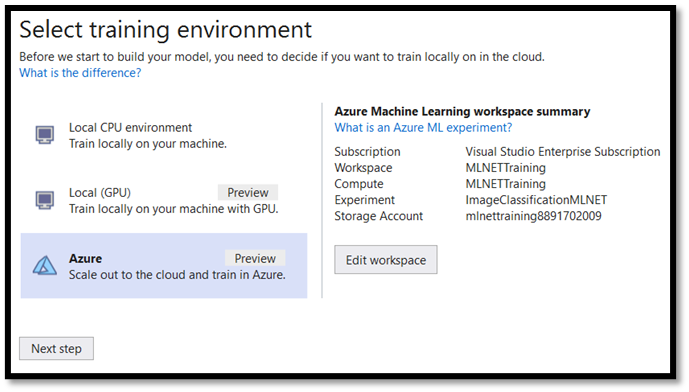 Select training environment
Before we start to build your model, you need to decide if you want to train locally on in the cloud.
What is the difference?
Local CPU environment
Train locally on your machine.
Local (GPU) Preview
Train locally on your machine with GPU.
Azure Preview
Scale out to the cloud and train in Azure.
Azure Machine Learning workspace summary
What is an Azure ML experiment?
Subscription Visual Studio Enterprise Subscription
Workspace MLNETTraining
Compute MLNETTraining
Experiment ImageClassificationMLNET
Storage Account mlnettraining8891702009
Edit workspace
Next step